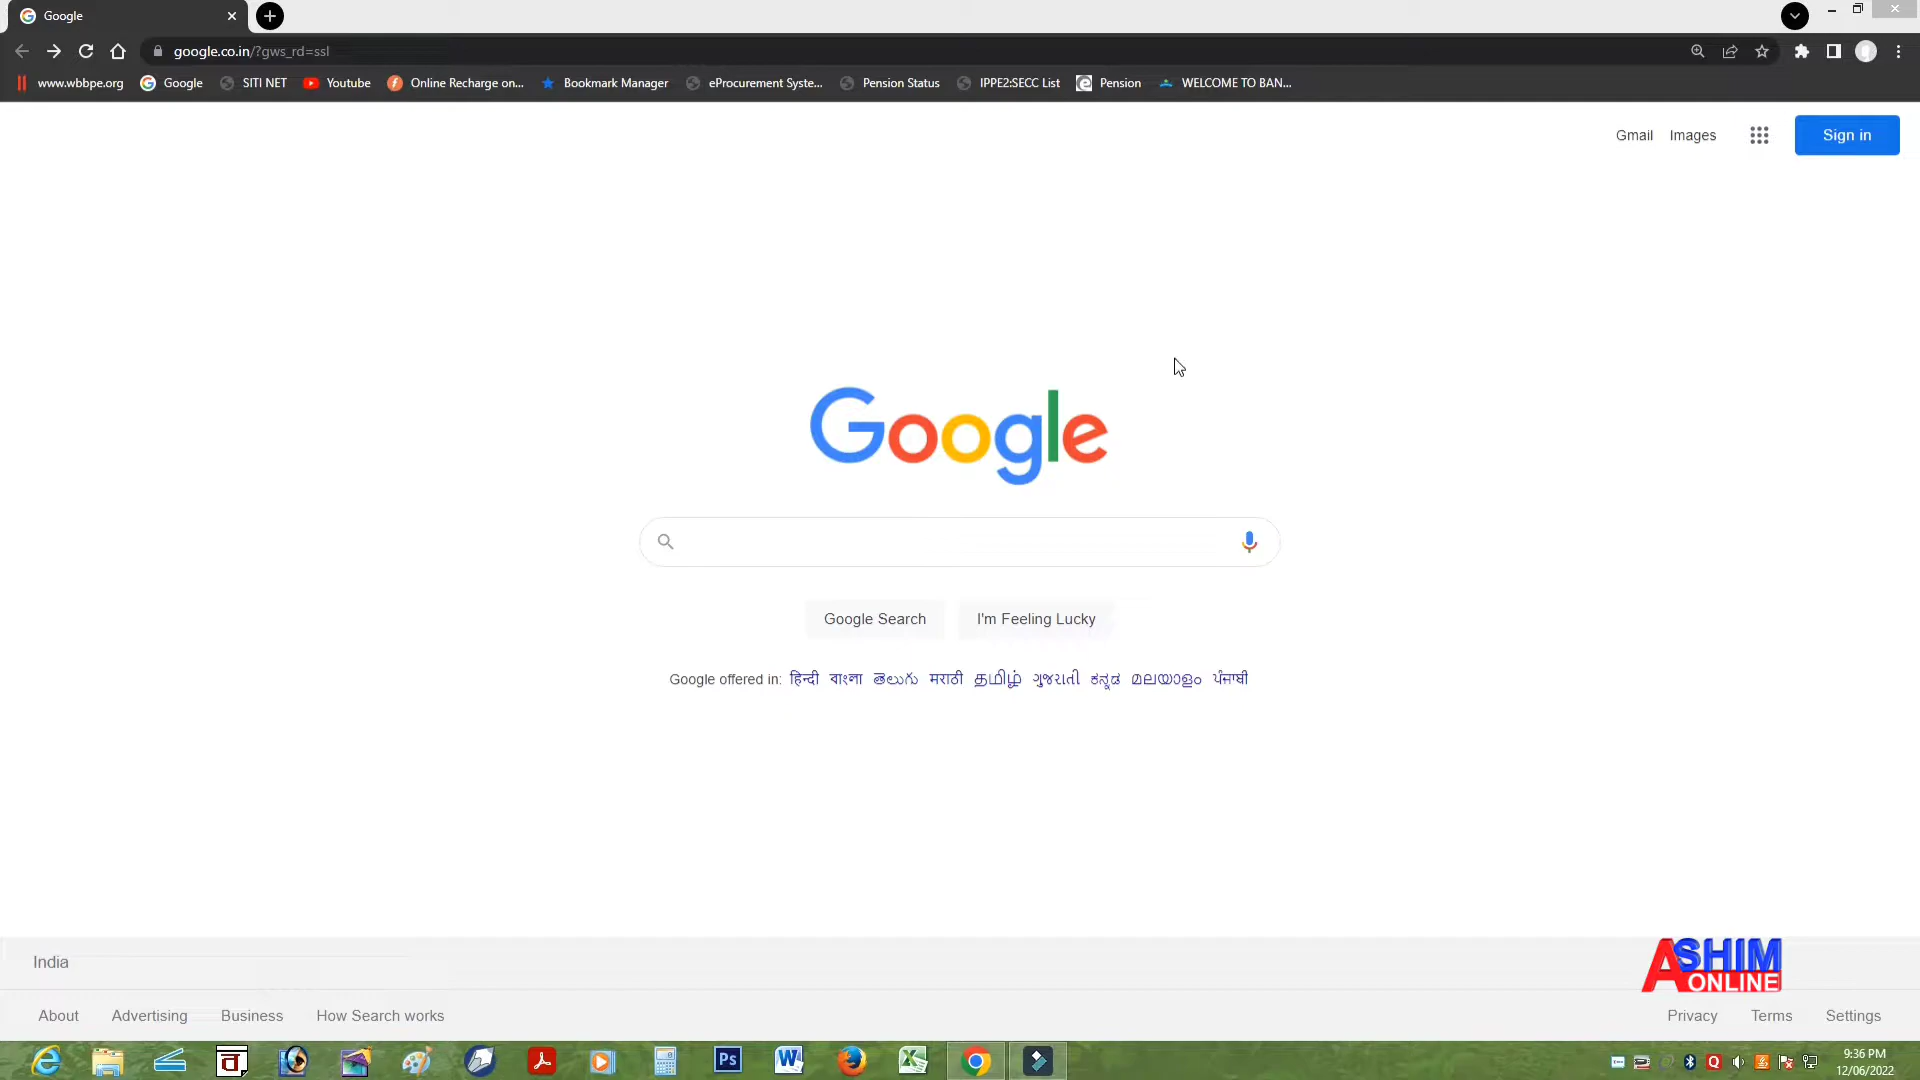 Google
google.co.in/?gws_rd=ssl
www.wbbpe.org Google SITI NET Youtube Online Recharge on... Bookmark Manager eProcurement Syste... Pension Status IPPE2:SECC List Pension WELCOME TO BAN...
Gmail Images Sign in
Google
Google Search I'm Feeling Lucky
Google offered in: हिन्दी বাংলা తెలుగు मराठी தமிழ் ગુજરાતી ಕನ್ನಡ മലയാളം ਪੰਜਾਬੀ
India
ASHIM
ONLINE
About Advertising Business How Search works Privacy Terms Settings
Ps
9:36 PM
12/06/2022